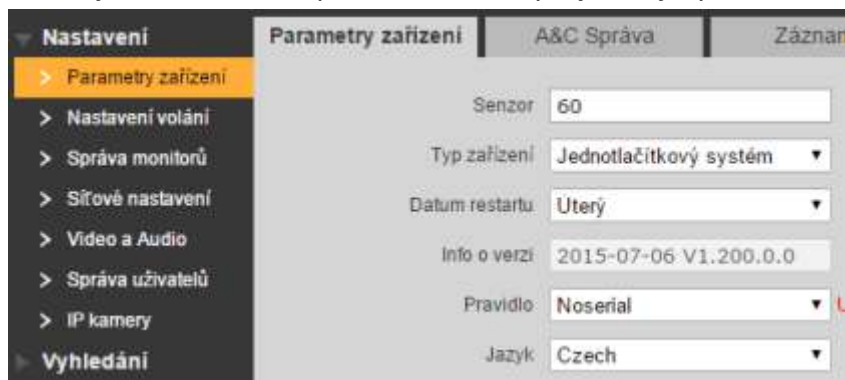 Nastavení
Parametry zařízení
Nastavení volání
Správa monitorů
Síťové nastavení
Video a Audio
Správa uživatelů
IP kamery
Vyhledání
Parametry zařízení
A&C Správa
Senzor 60
Typ zařízení Jednotlačítkový systém
Datum restartu Úterý
Info o verzi 2015-07-06 V1.200.0.0
Pravidlo Noserial
Jazyk Czech